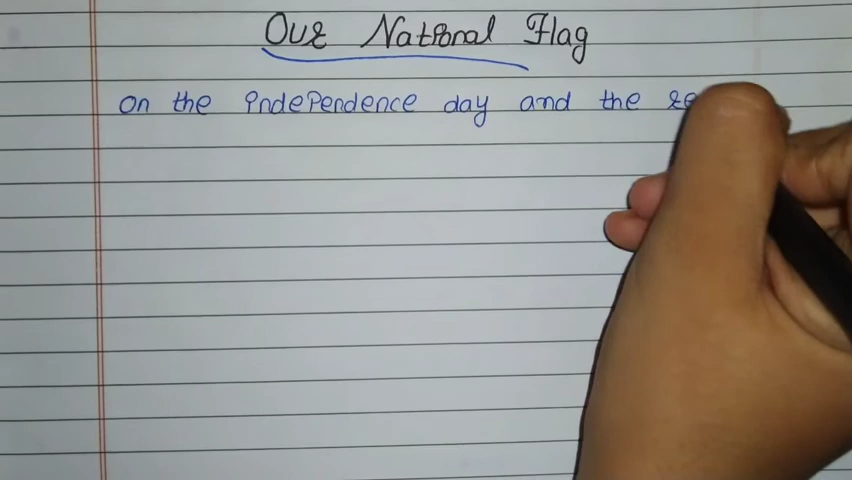 Our National Flag
on the independence day and the